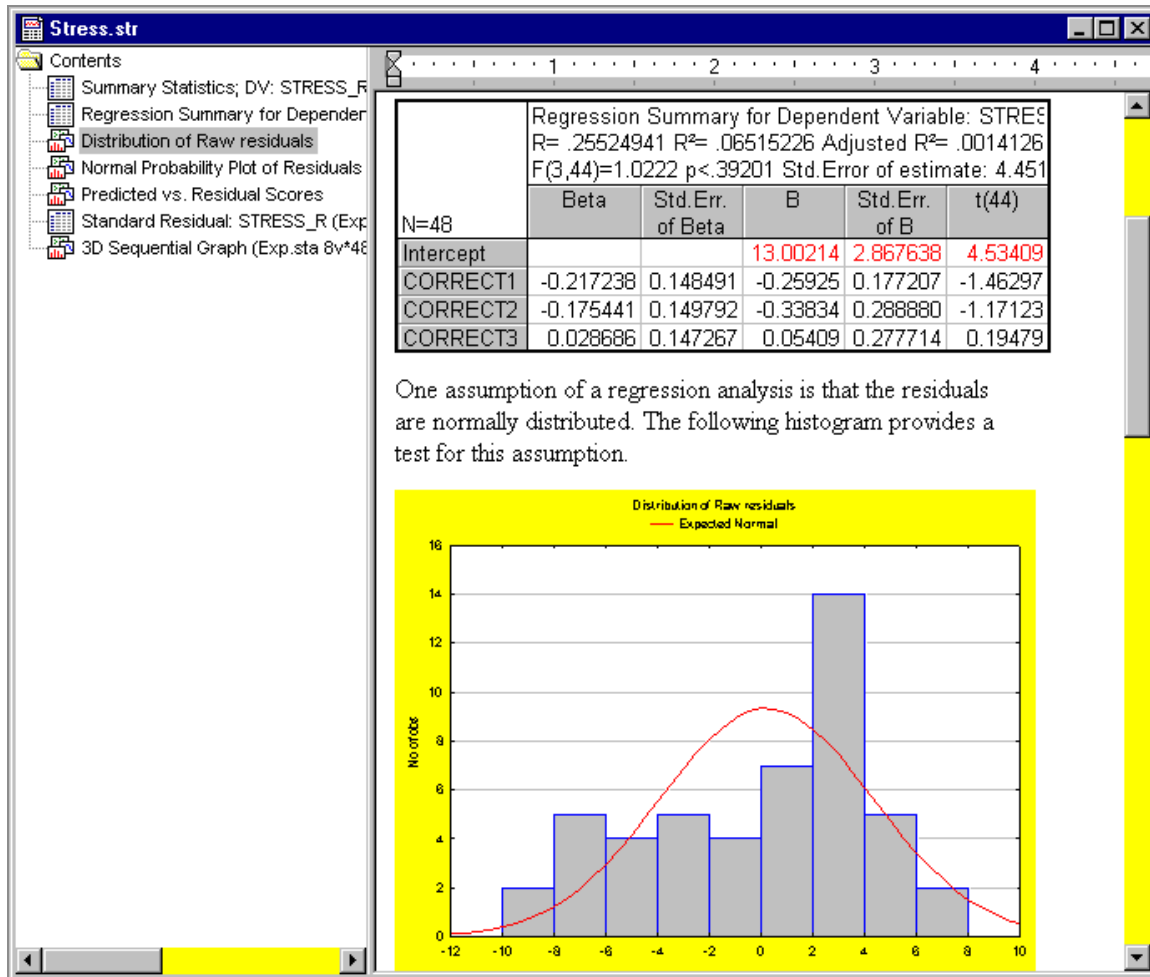 Stress.str
Contents
Summary Statistics; DV: STRESS_R
Regression Summary for Depender
Distribution of Raw residuals
Normal Probability Plot of Residuals
Predicted vs. Residual Scores
Standard Residual: STRESS_R (Exp
3D Sequential Graph (Exp.sta 8v*48
1 2 3 4
Regression Summary for Dependent Variable: STRES
R= .25524941 R²= .06515226 Adjusted R²= .0014126
F(3,44)=1.0222 p<.39201 Std.Error of estimate: 4.451
N=48 Beta Std.Err. of Beta B Std.Err. of B t(44)
Intercept 13.00214 2.867638 4.53409
CORRECT1 -0.217238 0.148491 -0.25925 0.177207 -1.46297
CORRECT2 -0.175441 0.149792 -0.33834 0.288880 -1.17123
CORRECT3 0.028686 0.147267 0.05409 0.277714 0.19479
One assumption of a regression analysis is that the residuals
are normally distributed. The following histogram provides a
test for this assumption.
Distribution of Raw residuals
Expected Normal
No of obs
16
14
12
10
8
6
4
2
0
-12 -10 -8 -6 -4 -2 0 2 4 6 8 10